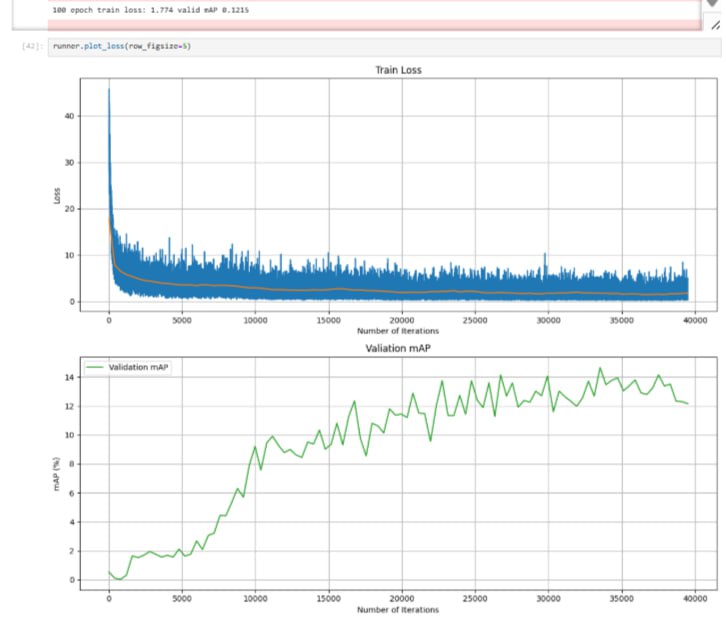 100 epoch train loss: 1.774 valid mAP 0.1215
[42]: runner.plot_loss(row_figsize=5)
Train Loss
40
30
20
10
0
Loss
0 5000 10000 15000 20000 25000 30000 35000 40000
Number of Iterations
Valiation mAP
Validation mAP
14
12
10
8
6
4
2
0
mAP (%)
0 5000 10000 15000 20000 25000 30000 35000 40000
Number of Iterations